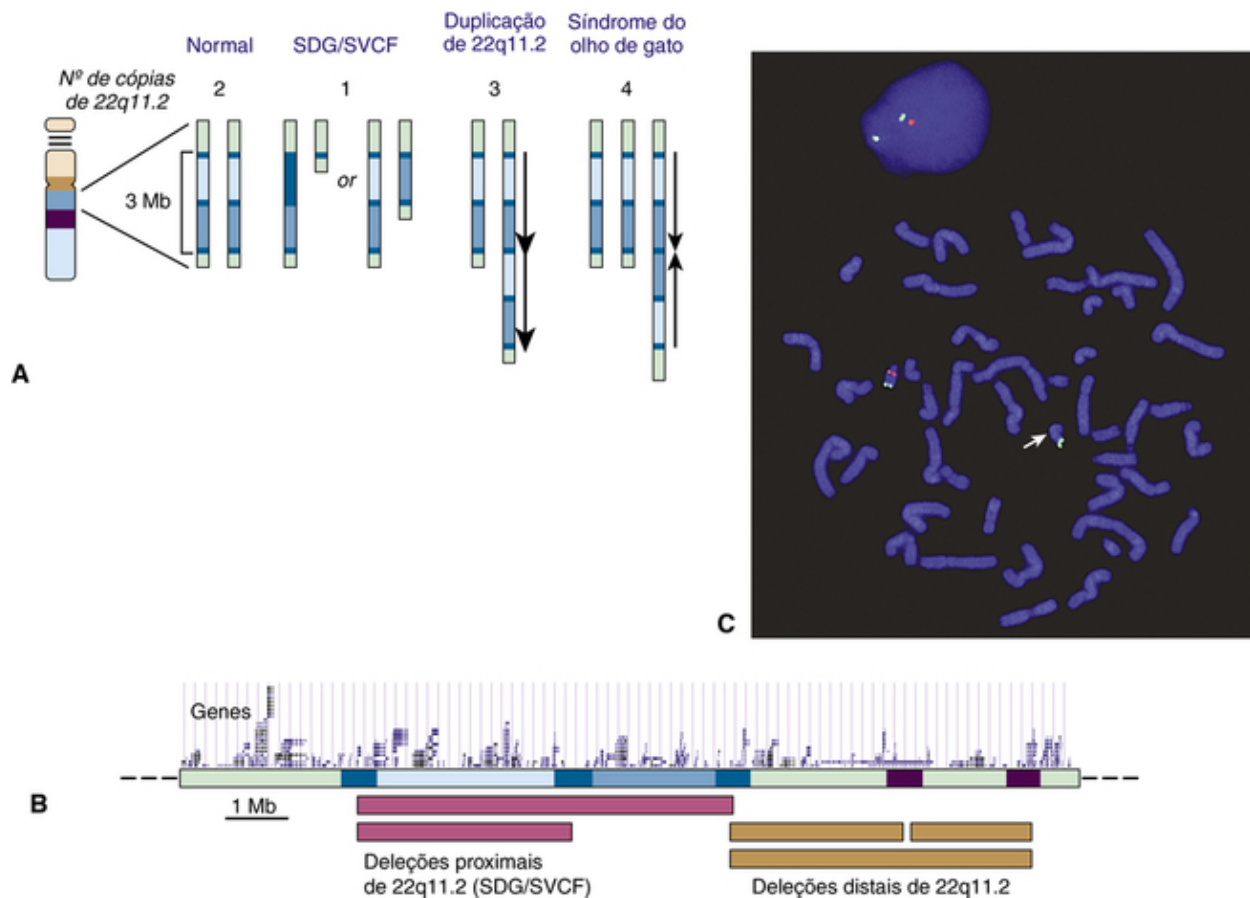 Nº de cópias
de 22q11.2
Normal
2
SDG/SVCF
1
or
Duplicação
de 22q11.2
3
Síndrome do
olho de gato
4
3 Mb
A
C
Genes
B
1 Mb
Deleções proximais
de 22q11.2 (SDG/SVCF)
Deleções distais de 22q11.2